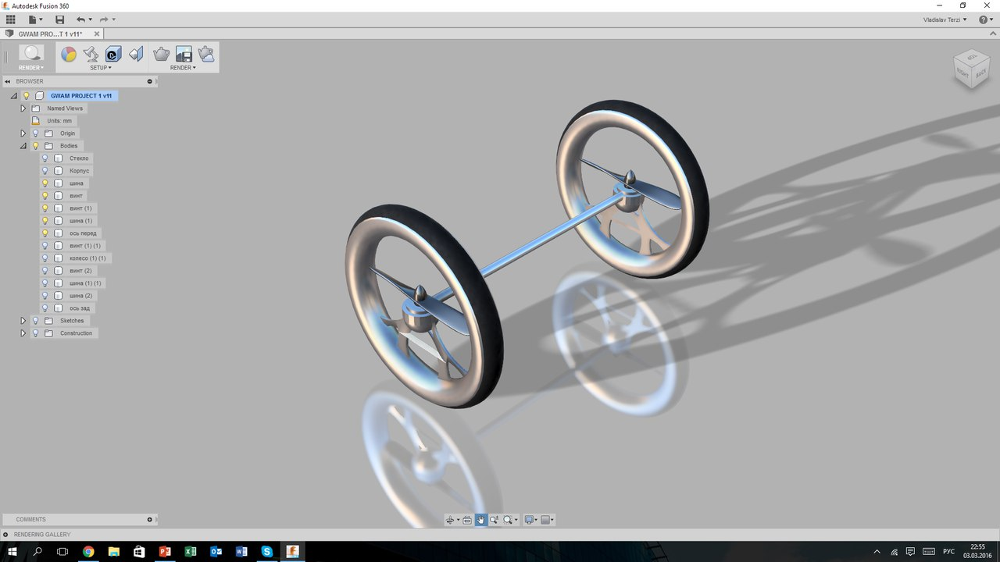 Autodesk Fusion 360
Vladislav Terzi
GWAM PRO...T 1 v11*
RENDER
SETUP
RENDER
BROWSER
GWAM PROJECT 1 v11
Named Views
Units: mm
Origin
Bodies
Стекло
Корпус
шина
винт
винт (1)
шина (1)
ось перед
винт (1) (1)
колесо (1) (1)
винт (2)
шина (1) (1)
шина (2)
ось зад
Sketches
Construction
TOP
RIGHT
BACK
COMMENTS
RENDERING GALLERY
РУС
22:55
03.03.2016